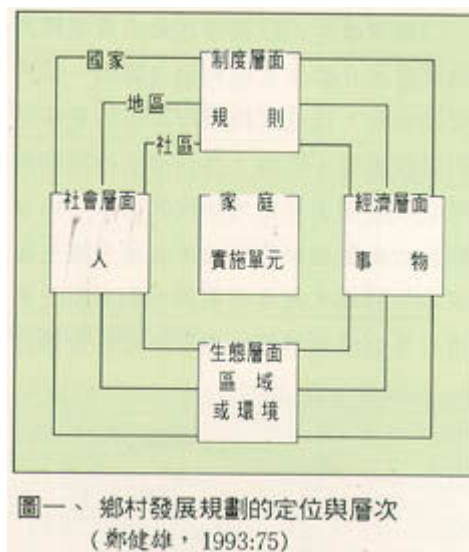 國家
制度層面
規 則
地區
社區
社會層面
人
家 庭
實施單元
經濟層面
事 物
生態層面
區 域
或環境
圖一、 鄉村發展規劃的定位與層次
(鄭健雄, 1993:75)